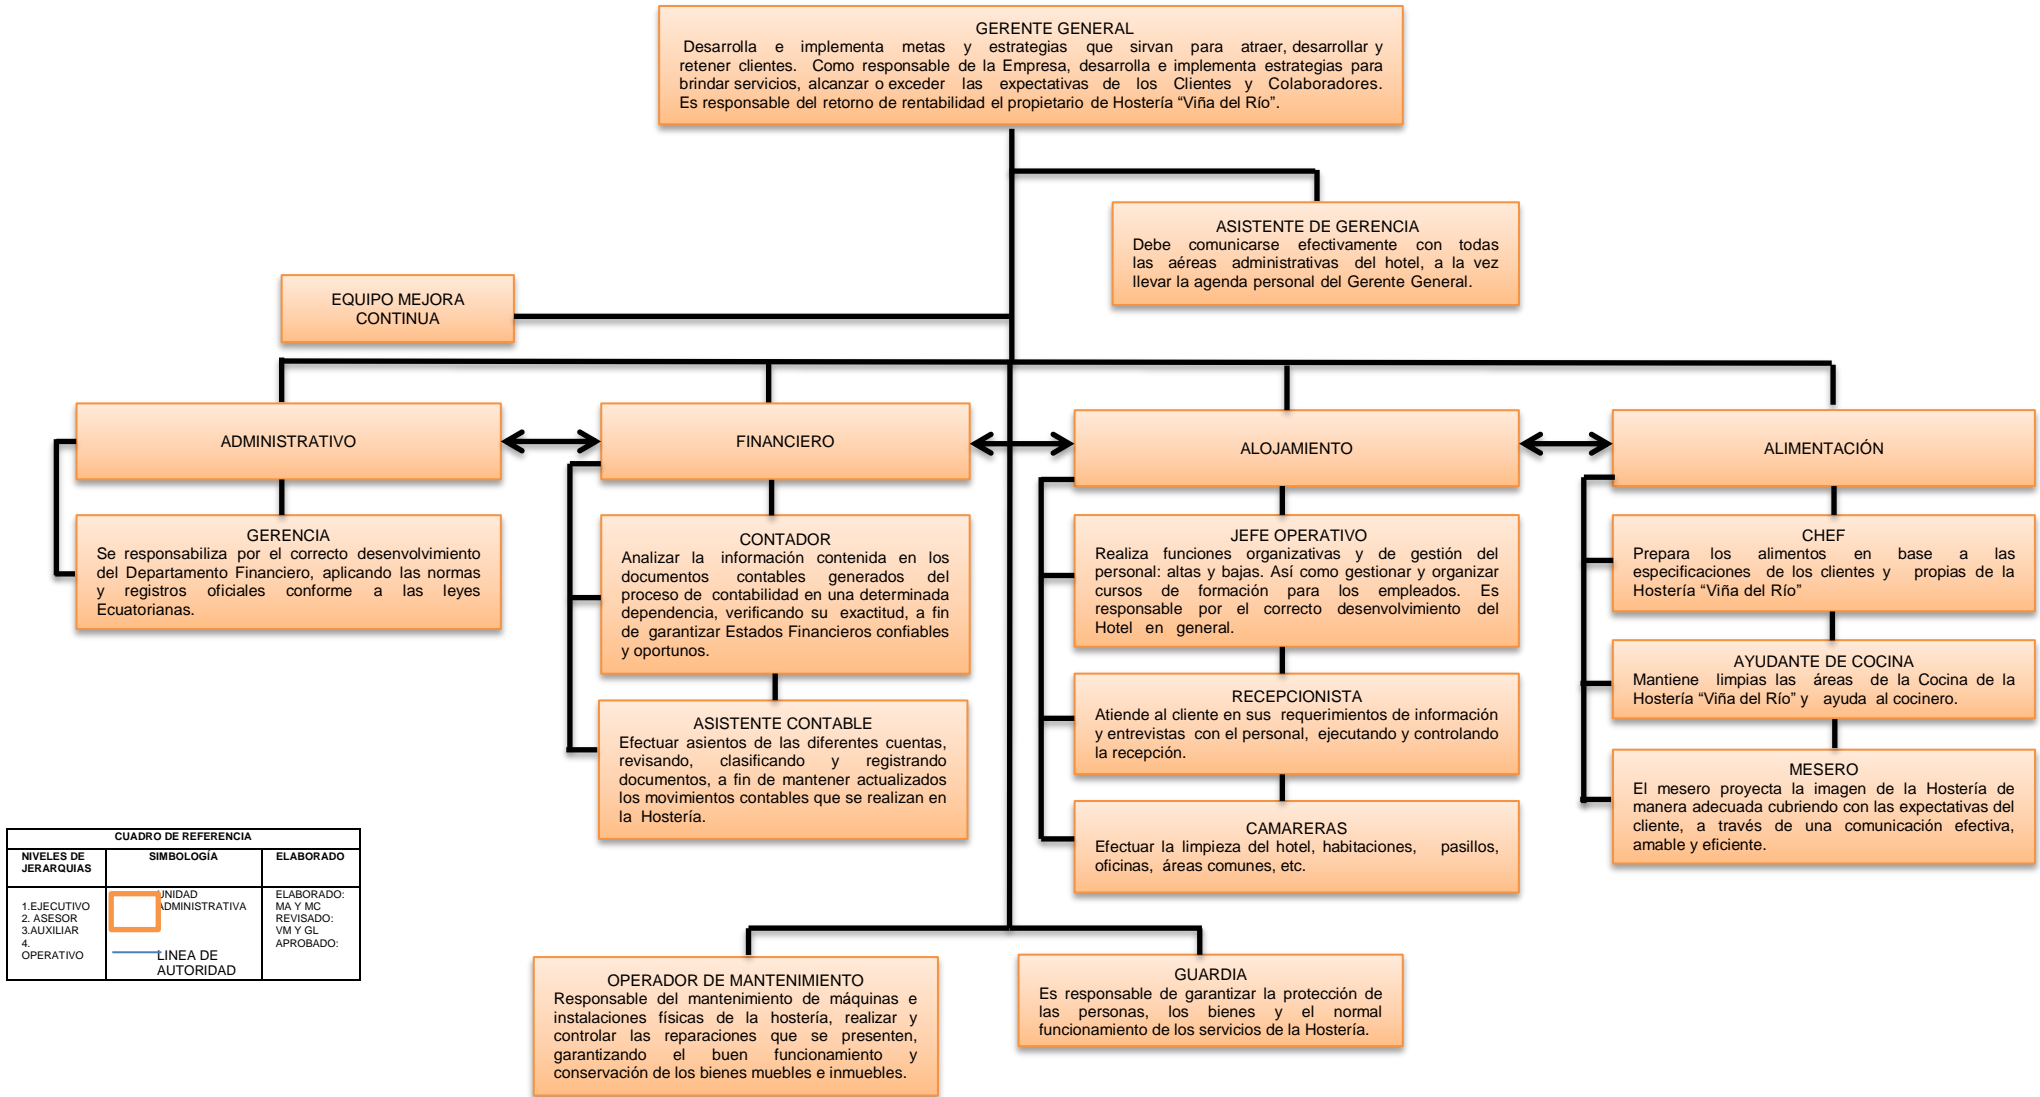 GERENTE GENERAL
Desarrolla e implementa metas y estrategias que sirvan para atraer, desarrollar y
retener clientes. Como responsable de la Empresa, desarrolla e implementa estrategias para
brindar servicios, alcanzar o exceder las expectativas de los Clientes y Colaboradores.
Es responsable del retorno de rentabilidad el propietario de Hostería “Viña del Río”.
ASISTENTE DE GERENCIA
Debe comunicarse efectivamente con todas
las aéreas administrativas del hotel, a la vez
llevar la agenda personal del Gerente General.
EQUIPO MEJORA
CONTINUA
ADMINISTRATIVO
FINANCIERO
ALOJAMIENTO
ALIMENTACIÓN
GERENCIA
Se responsabiliza por el correcto desenvolvimiento
del Departamento Financiero, aplicando las normas
y registros oficiales conforme a las leyes
Ecuatorianas.
CONTADOR
Analizar la información contenida en los
documentos contables generados del
proceso de contabilidad en una determinada
dependencia, verificando su exactitud, a fin
de garantizar Estados Financieros confiables
y oportunos.
ASISTENTE CONTABLE
Efectuar asientos de las diferentes cuentas,
revisando, clasificando y registrando
documentos, a fin de mantener actualizados
los movimientos contables que se realizan en
la Hostería.
JEFE OPERATIVO
Realiza funciones organizativas y de gestión del
personal: altas y bajas. Así como gestionar y organizar
cursos de formación para los empleados. Es
responsable por el correcto desenvolvimiento del
Hotel en general.
RECEPCIONISTA
Atiende al cliente en sus requerimientos de información
y entrevistas con el personal, ejecutando y controlando
la recepción.
CAMARERAS
Efectuar la limpieza del hotel, habitaciones, pasillos,
oficinas, áreas comunes, etc.
CHEF
Prepara los alimentos en base a las
especificaciones de los clientes y propias de la
Hostería “Viña del Río”
AYUDANTE DE COCINA
Mantiene limpias las áreas de la Cocina de la
Hostería “Viña del Río” y ayuda al cocinero.
MESERO
El mesero proyecta la imagen de la Hostería de
manera adecuada cubriendo con las expectativas del
cliente, a través de una comunicación efectiva,
amable y eficiente.
CUADRO DE REFERENCIA
NIVELES DE
JERARQUIAS
SIMBOLOGÍA
ELABORADO
1.EJECUTIVO
2. ASESOR
3.AUXILIAR
4.
OPERATIVO
UNIDAD
ADMINISTRATIVA
LINEA DE
AUTORIDAD
ELABORADO:
MA Y MC
REVISADO:
VM Y GL
APROBADO:
OPERADOR DE MANTENIMIENTO
Responsable del mantenimiento de máquinas e
instalaciones físicas de la hostería, realizar y
controlar las reparaciones que se presenten,
garantizando el buen funcionamiento y
conservación de los bienes muebles e inmuebles.
GUARDIA
Es responsable de garantizar la protección de
las personas, los bienes y el normal
funcionamiento de los servicios de la Hostería.